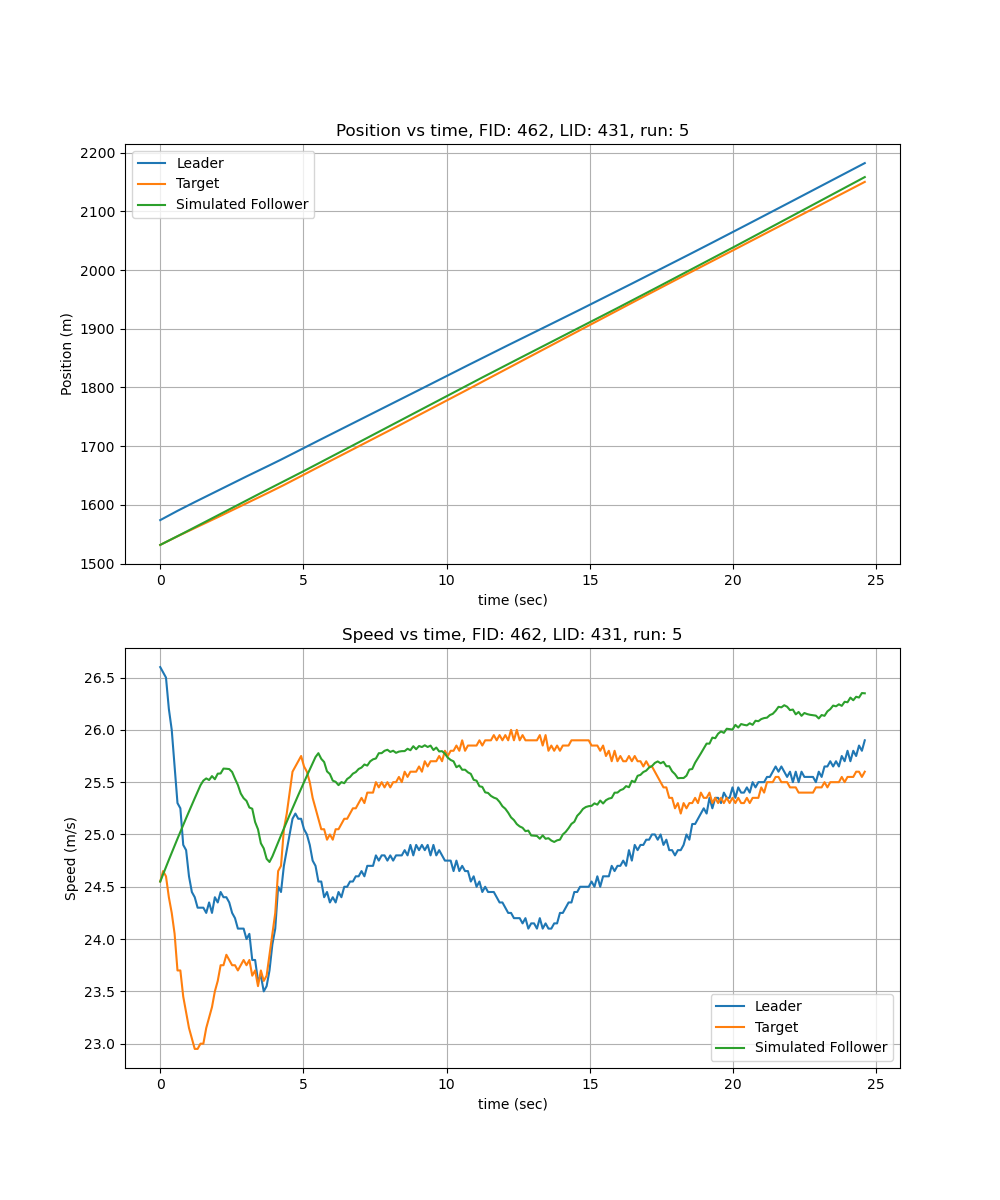 Position vs time, FID: 462, LID: 431, run: 5
Leader
Target
Simulated Follower
2200
2100
2000
1900
1800
1700
1600
1500
Position (m)
0 5 10 15 20 25
time (sec)
Speed vs time, FID: 462, LID: 431, run: 5
26.5
26.0
25.5
25.0
24.5
24.0
23.5
23.0
Speed (m/s)
Leader
Target
Simulated Follower
0 5 10 15 20 25
time (sec)